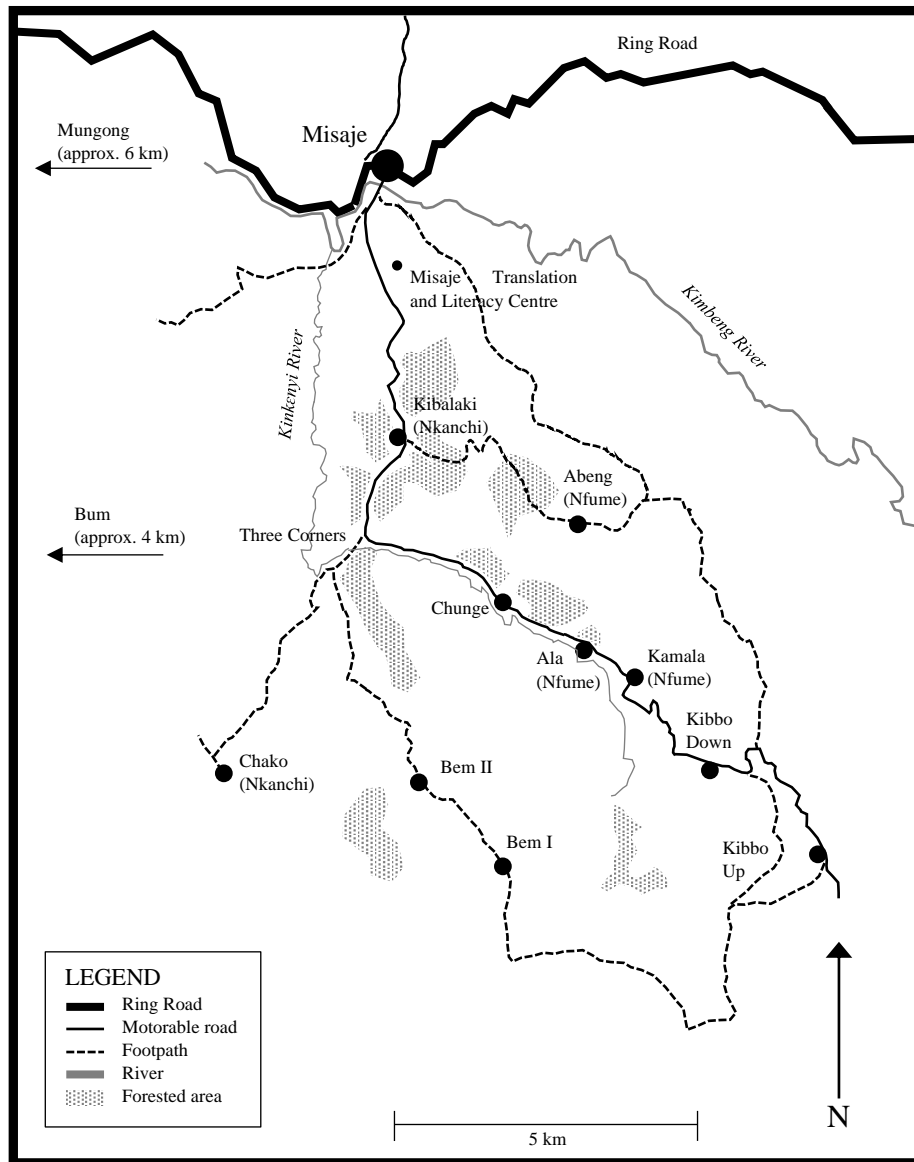 Ring Road
Misaje
Mungong
(approx. 6 km)
Misaje Translation
and Literacy Centre
Kimbeng River
Kinkɛnyi River
Kibalaki
(Nkanchi)
Abeng
(Nfume)
Bum
(approx. 4 km)
Three Corners
Chunge
Ala
(Nfume)
Kamala
(Nfume)
Kibbo
Down
Chako
(Nkanchi)
Bem II
Bem I
Kibbo
Up
LEGEND
Ring Road
Motorable road
Footpath
River
Forested area
N
5 km